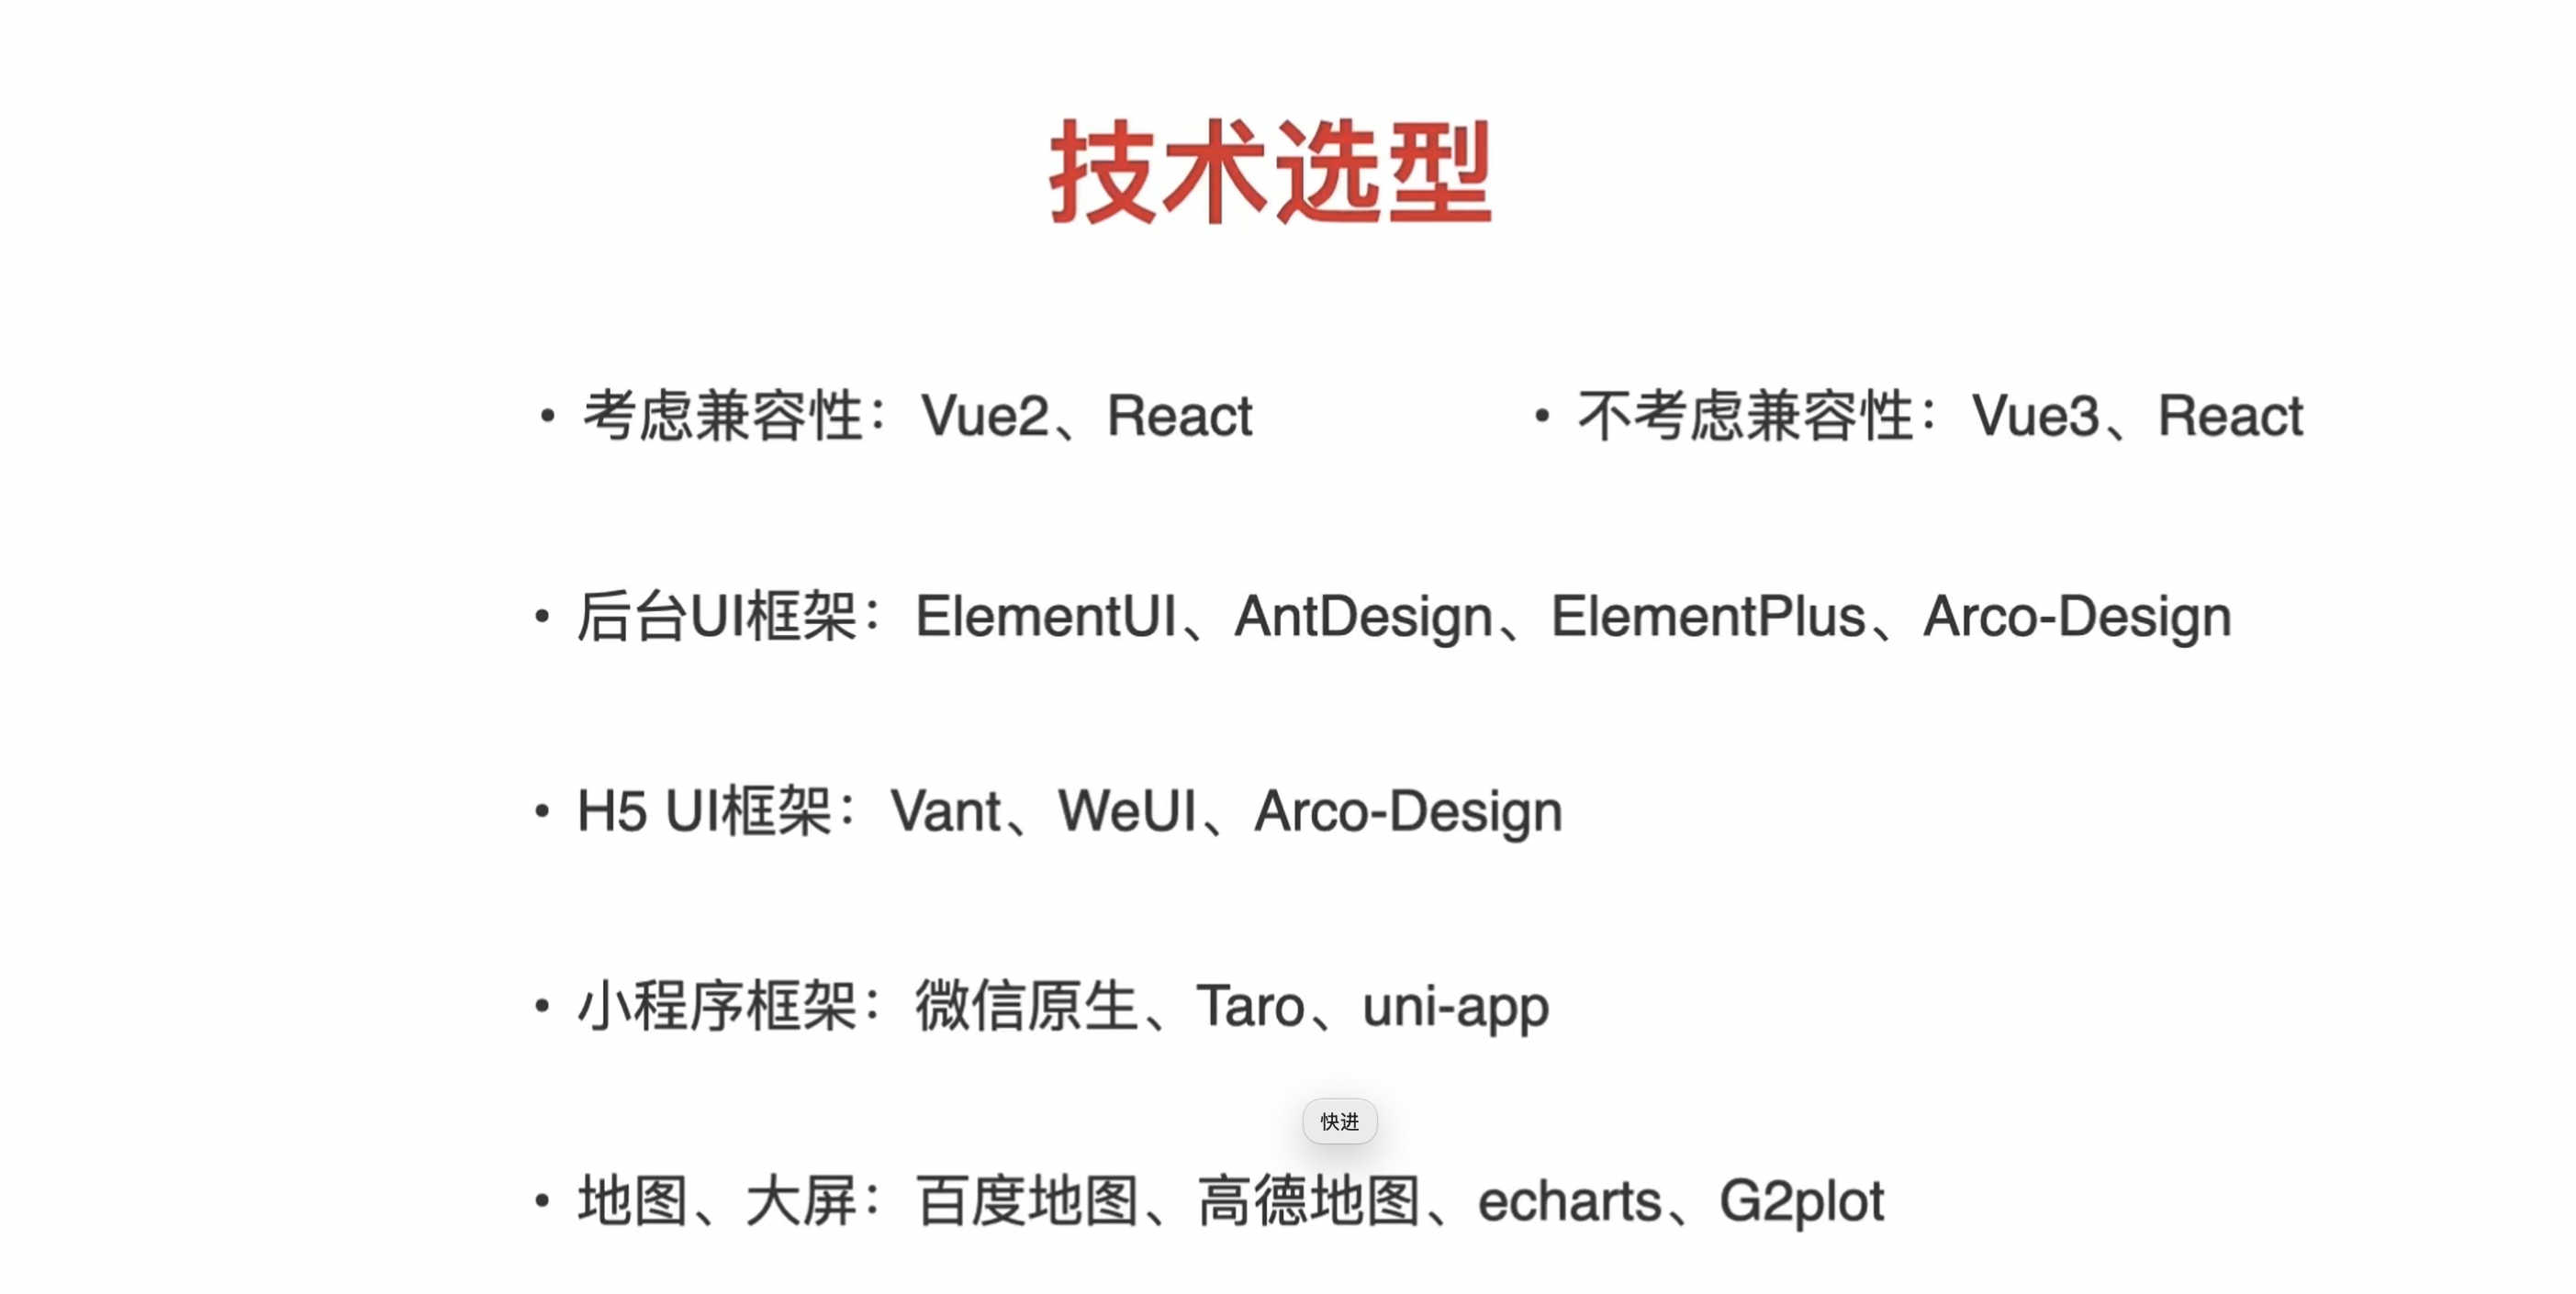 技术选型
• 考虑兼容性：Vue2、React
• 不考虑兼容性：Vue3、React
• 后台UI框架：ElementUI、AntDesign、ElementPlus、Arco-Design
• H5 UI框架：Vant、WeUI、Arco-Design
• 小程序框架：微信原生、Taro、uni-app
快进
• 地图、大屏：百度地图、高德地图、echarts、G2plot